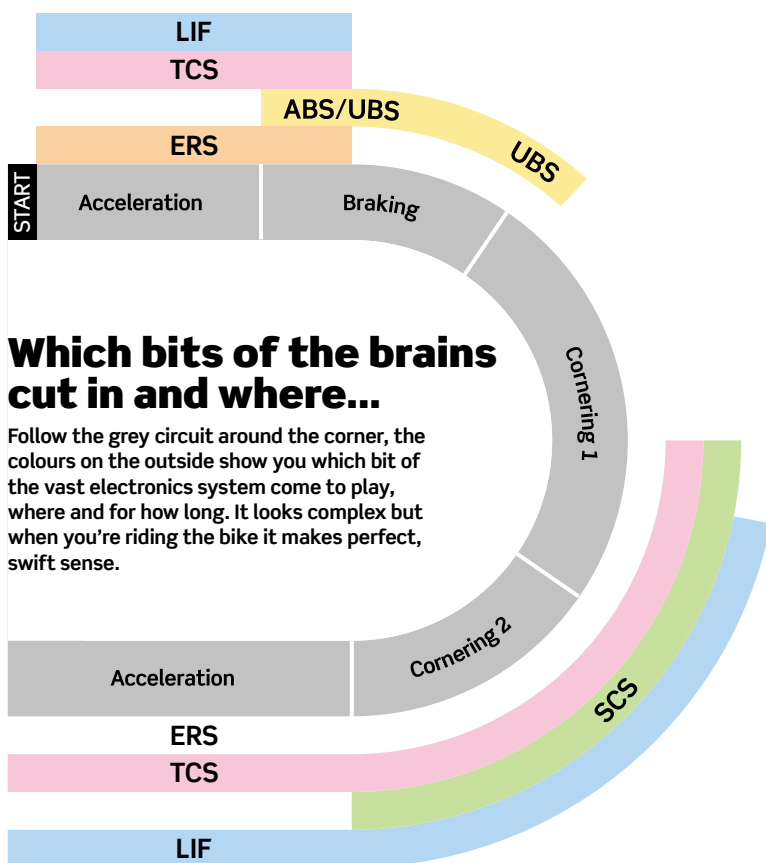 LIF
TCS
ABS/UBS
UBS
ERS
START
Acceleration
Braking
Cornering 1
Which bits of the brains
cut in and where...
Follow the grey circuit around the corner, the
colours on the outside show you which bit of
the vast electronics system come to play,
where and for how long. It looks complex but
when you're riding the bike it makes perfect,
swift sense.
Cornering 2
Acceleration
SCS
ERS
TCS
LIF